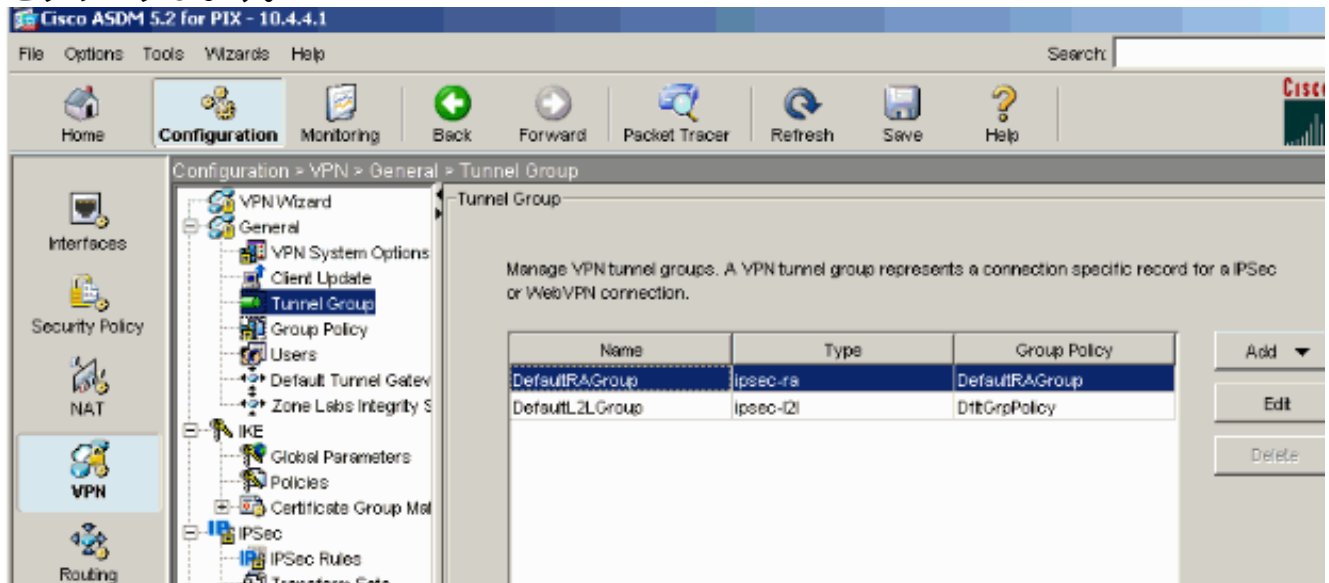 Cisco ASDM 5.2 for PIX - 10.4.4.1
File Options Tools Wizards Help Search:
Home Configuration Monitoring Back Forward Packet Tracer Refresh Save Help
Configuration > VPN > General > Tunnel Group
Interfaces
Security Policy
NAT
VPN
Routing
VPN Wizard
General
VPN System Options
Client Update
Tunnel Group
Group Policy
Users
Default Tunnel Gatew
Zone Labs Integrity S
IKE
Global Parameters
Policies
Certificate Group Mat
IPSec
IPSec Rules
Tunnel Group
Manage VPN tunnel groups. A VPN tunnel group represents a connection specific record for a IPSec
or WebVPN connection.
Name Type Group Policy
DefaultRAGroup ipsec-ra DefaultRAGroup
DefaultL2LGroup ipsec-l2l DfltGrpPolicy
Add
Edit
Delete